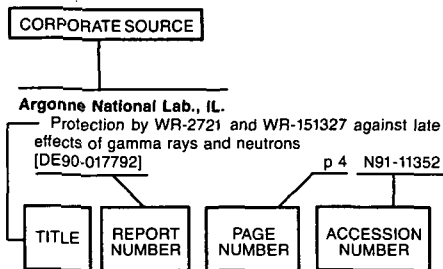 CORPORATE SOURCE
Argonne National Lab., IL.
Protection by WR-2721 and WR-151327 against late
effects of gamma rays and neutrons
[DE90-017792] p 4 N91-11352
TITLE REPORT NUMBER PAGE NUMBER ACCESSION NUMBER